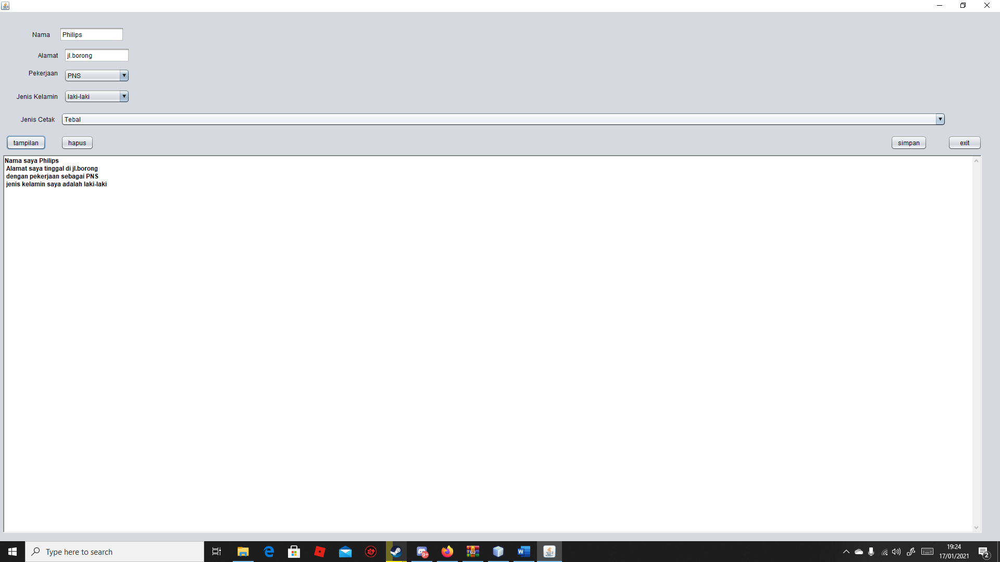 Nama Philips
Alamat jl.borong
Pekerjaan PNS
Jenis Kelamin laki-laki
Jenis Cetak Tebal
tampilan hapus simpan exit
Nama saya Philips
Alamat saya tinggal di jl.borong
dengan pekerjaan sebagai PNS
jenis kelamin saya adalah laki-laki
Type here to search
9+
W
19:24
17/01/2021
2